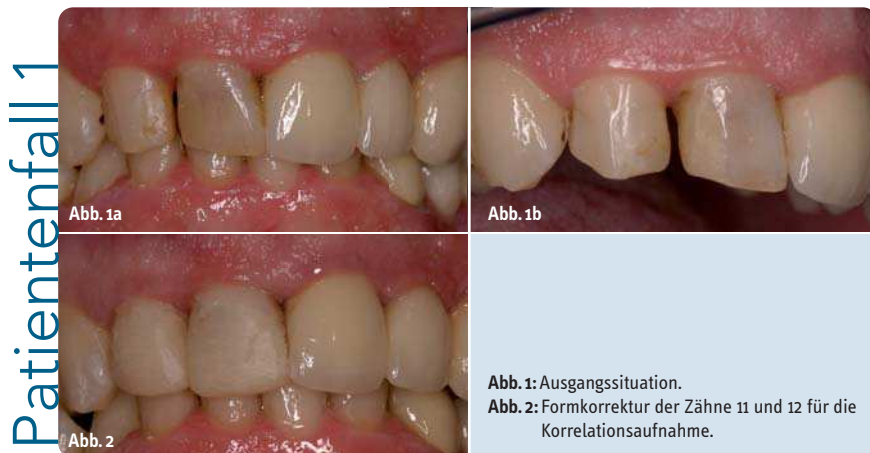 Patientenfall 1
Abb. 1a
Abb. 1b
Abb. 2
Abb. 1: Ausgangssituation.
Abb. 2: Formkorrektur der Zähne 11 und 12 für die
Korrelationsaufnahme.